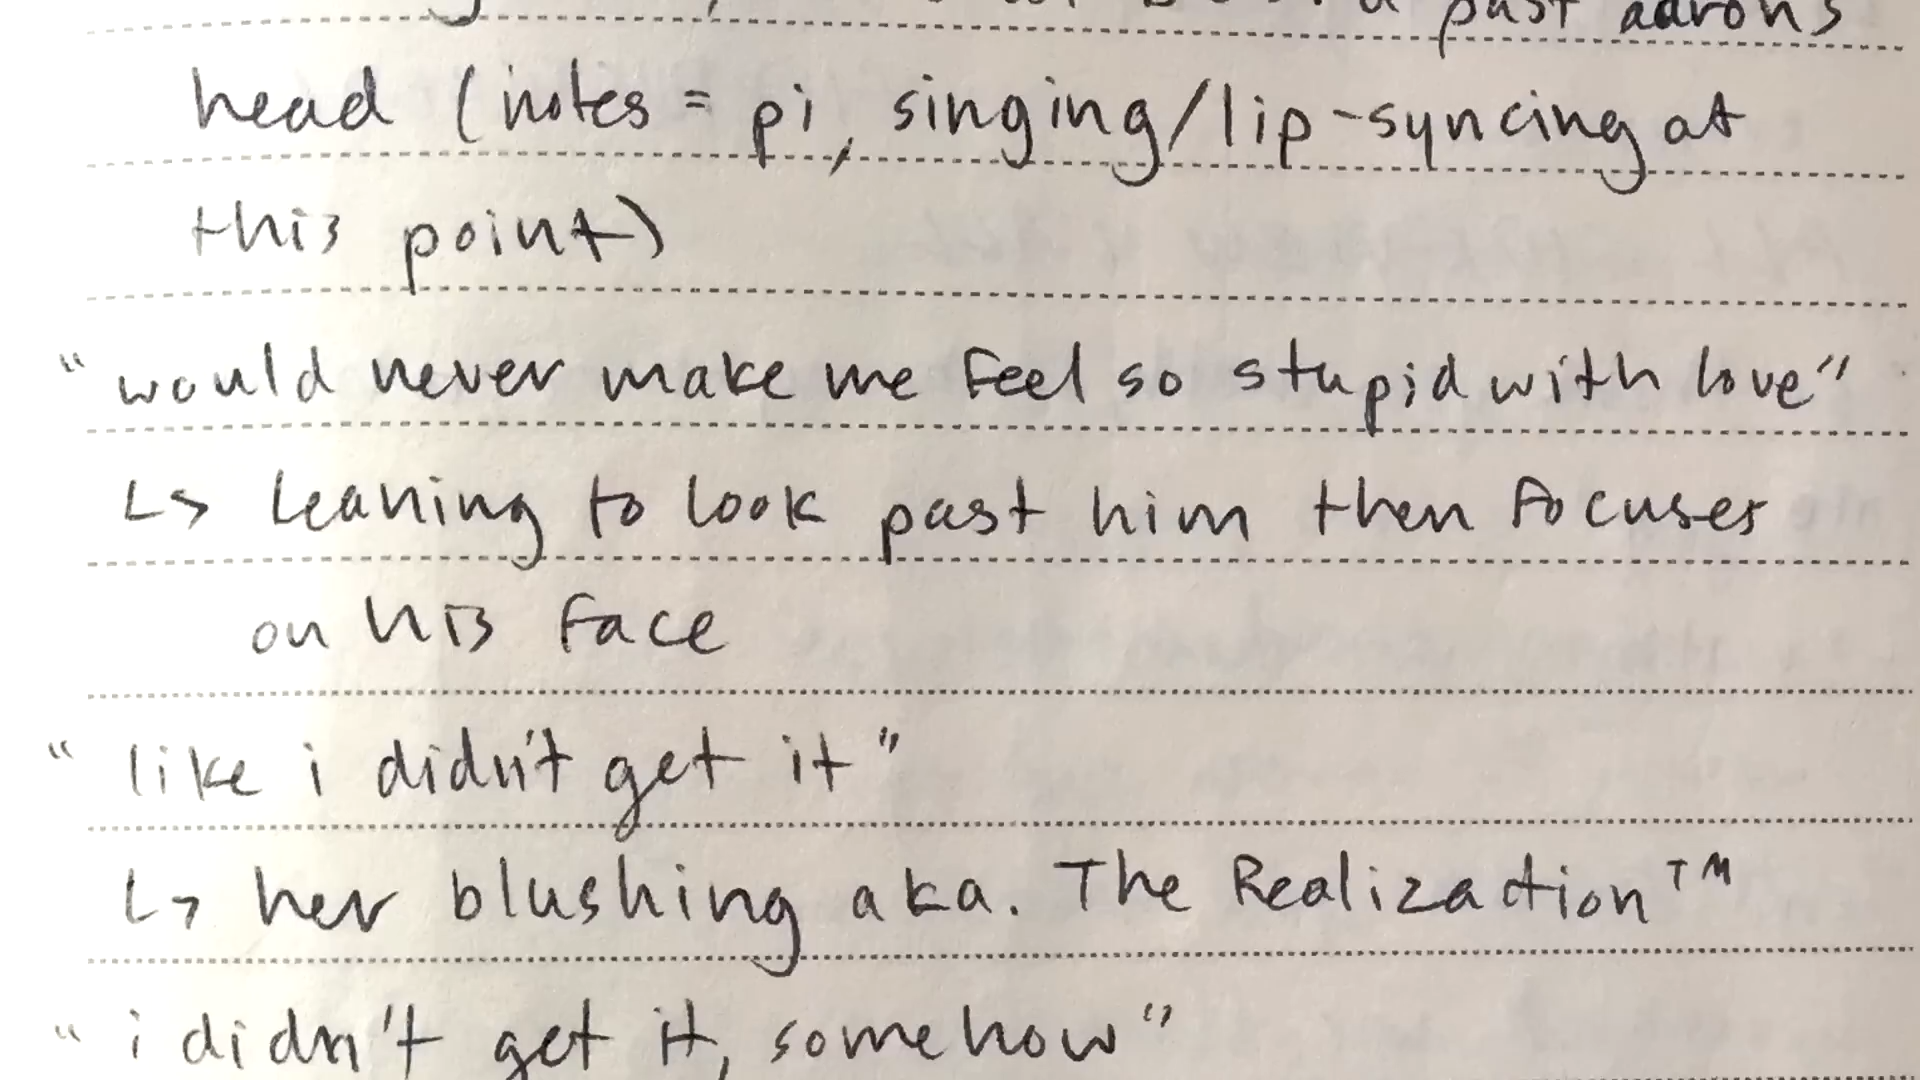 past aarons
head (notes = pi, singing/lip-syncing at
this point)
"would never make me feel so stupid with love"
↳ leaning to look past him then focuses
on his face
"like i didn't get it"
↳ her blushing aka. The Realization™
"i didn't get it, somehow"